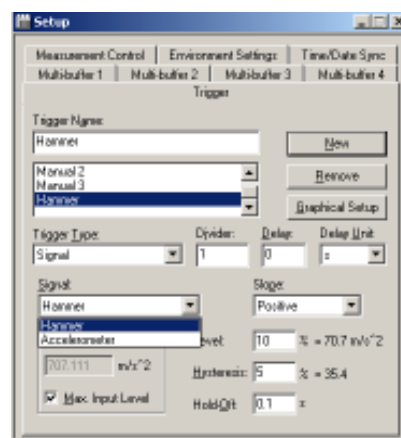 Setup
Measurement Control Environment Settings Time/Date Sync
Multi-buffer 1 Multi-buffer 2 Multi-buffer 3 Multi-buffer 4
Trigger
Trigger Name:
Hammer New
Manual 2
Manual 3
Hammer
Remove
Graphical Setup
Trigger Type: Divider: Delay: Delay Unit:
Signal 1 0 s
Signal: Slope:
Hammer Positive
Hammer
Accelerometer
evel: 10 % = 70.7 m/s^2
707.111 m/s^2
Hysteresis: 5 % = 35.4
Max. Input Level
Hold-Off: 0.1 s